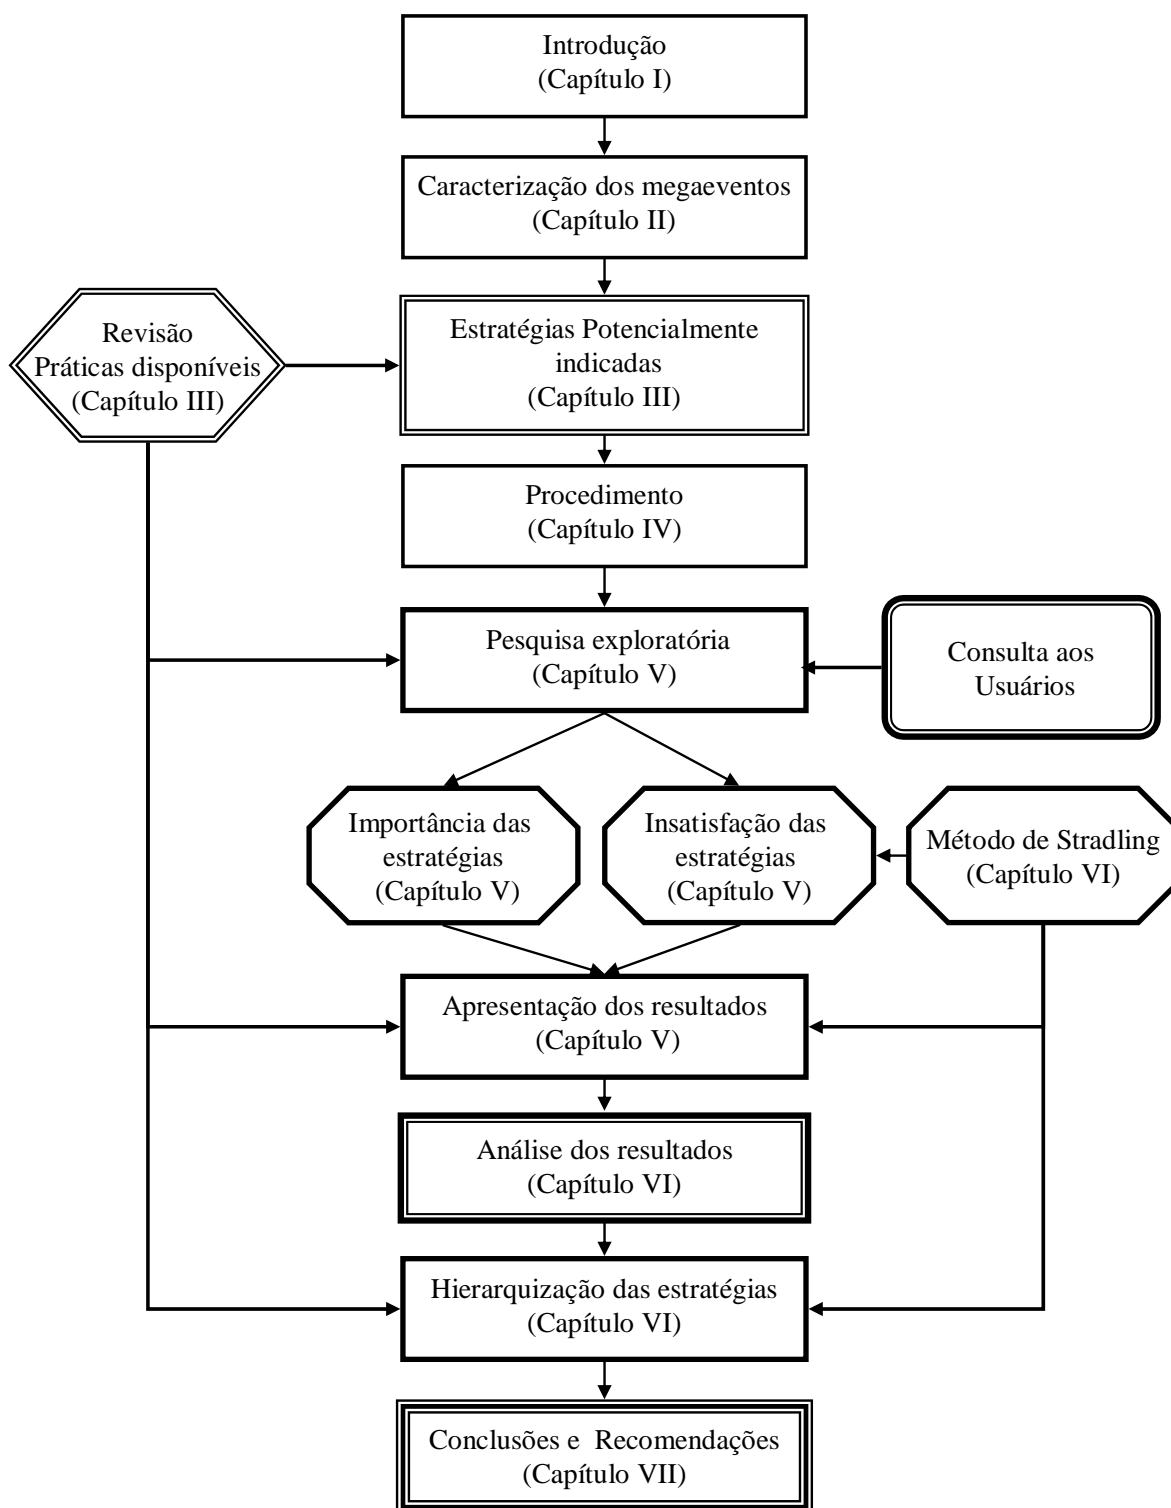 Introdução
(Capítulo I)
Caracterização dos megaeventos
(Capítulo II)
Revisão
Práticas disponíveis
(Capítulo III)
Estratégias Potencialmente
indicadas
(Capítulo III)
Procedimento
(Capítulo IV)
Pesquisa exploratória
(Capítulo V)
Consulta aos
Usuários
Importância das
estratégias
(Capítulo V)
Insatisfação das
estratégias
(Capítulo V)
Método de Stradling
(Capítulo VI)
Apresentação dos resultados
(Capítulo V)
Análise dos resultados
(Capítulo VI)
Hierarquização das estratégias
(Capítulo VI)
Conclusões e  Recomendações
(Capítulo VII)